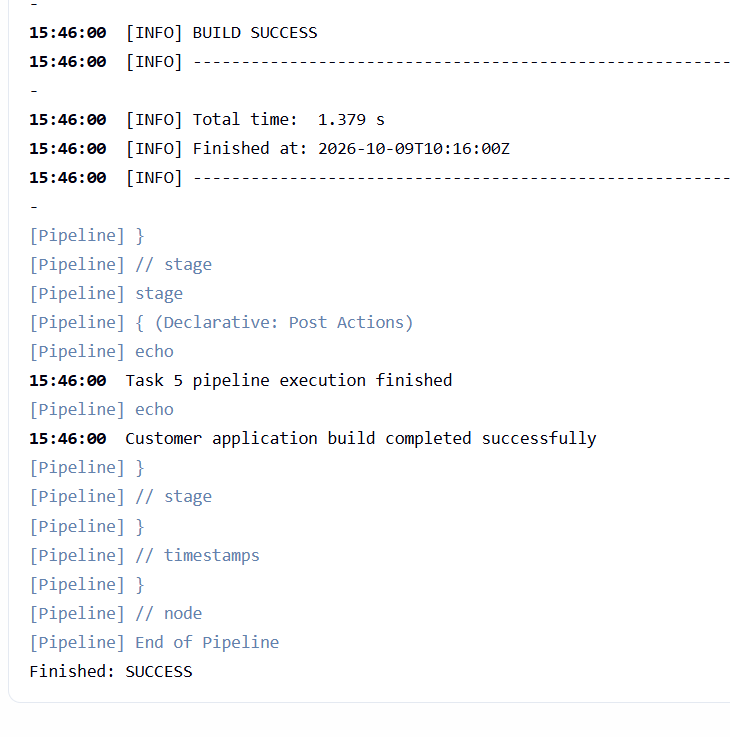 -
15:46:00  [INFO] BUILD SUCCESS
15:46:00  [INFO] --------------------------------------------------------
-
15:46:00  [INFO] Total time:  1.379 s
15:46:00  [INFO] Finished at: 2026-10-09T10:16:00Z
15:46:00  [INFO] --------------------------------------------------------
-
[Pipeline] }
[Pipeline] // stage
[Pipeline] stage
[Pipeline] { (Declarative: Post Actions)
[Pipeline] echo
15:46:00  Task 5 pipeline execution finished
[Pipeline] echo
15:46:00  Customer application build completed successfully
[Pipeline] }
[Pipeline] // stage
[Pipeline] }
[Pipeline] // timestamps
[Pipeline] }
[Pipeline] // node
[Pipeline] End of Pipeline
Finished: SUCCESS